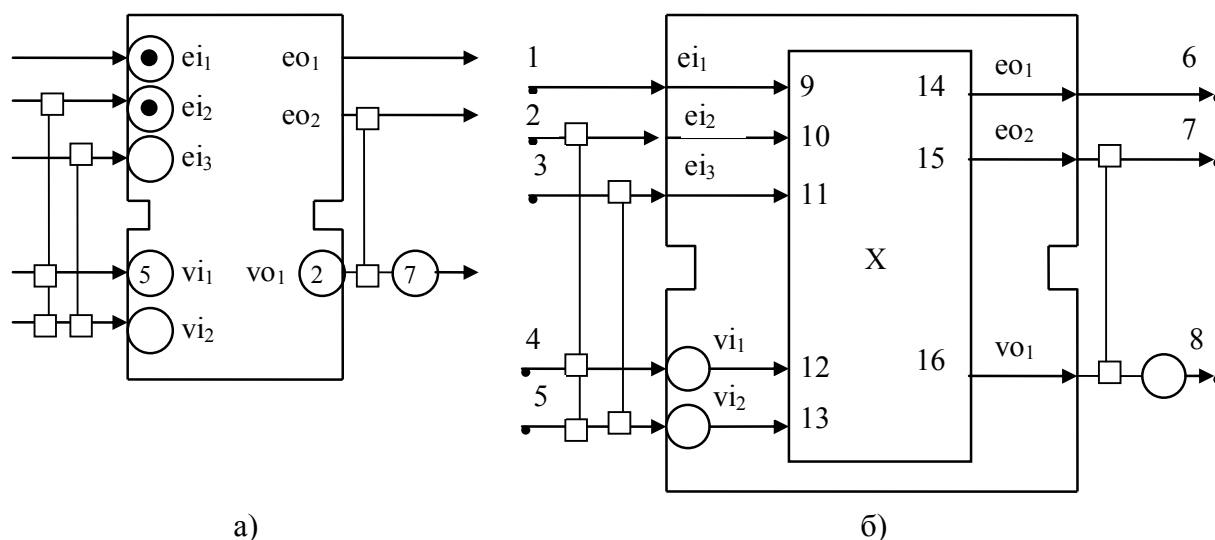 ei₁ eo₁
ei₂ eo₂
ei₃
5 vi₁ vo₁ 2 7
vi₂
а)
1 ei₁ 9 14 eo₁ 6
2 ei₂ 10 15 eo₂ 7
3 ei₃ 11
X
4 vi₁ 12 16 vo₁ 8
5 vi₂ 13
б)